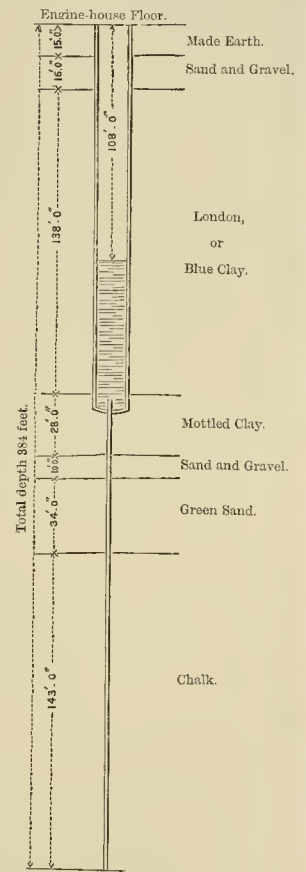 Engine-house Floor.
15.0"
Made Earth.
16.0"
Sand and Gravel.
108'.0"
138'.0"
London,
or
Blue Clay.
Total depth 384 feet.
28.0"
Mottled Clay.
10.0"
Sand and Gravel.
34'.0"
Green Sand.
143'.0"
Chalk.